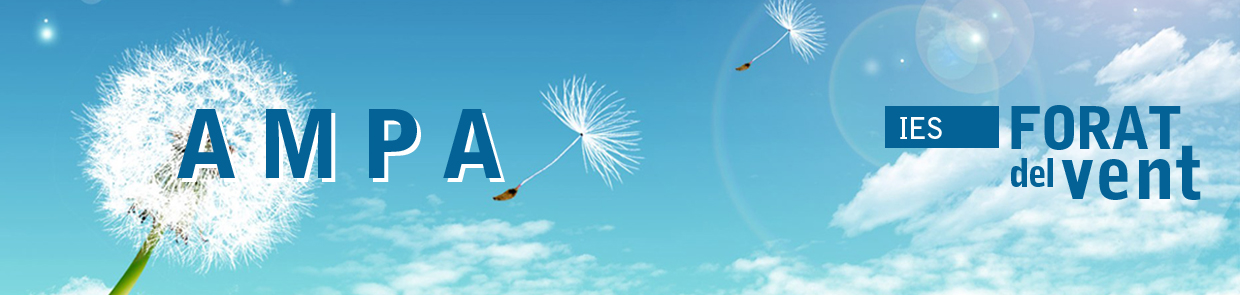 AMPA
IES FORAT
del vent